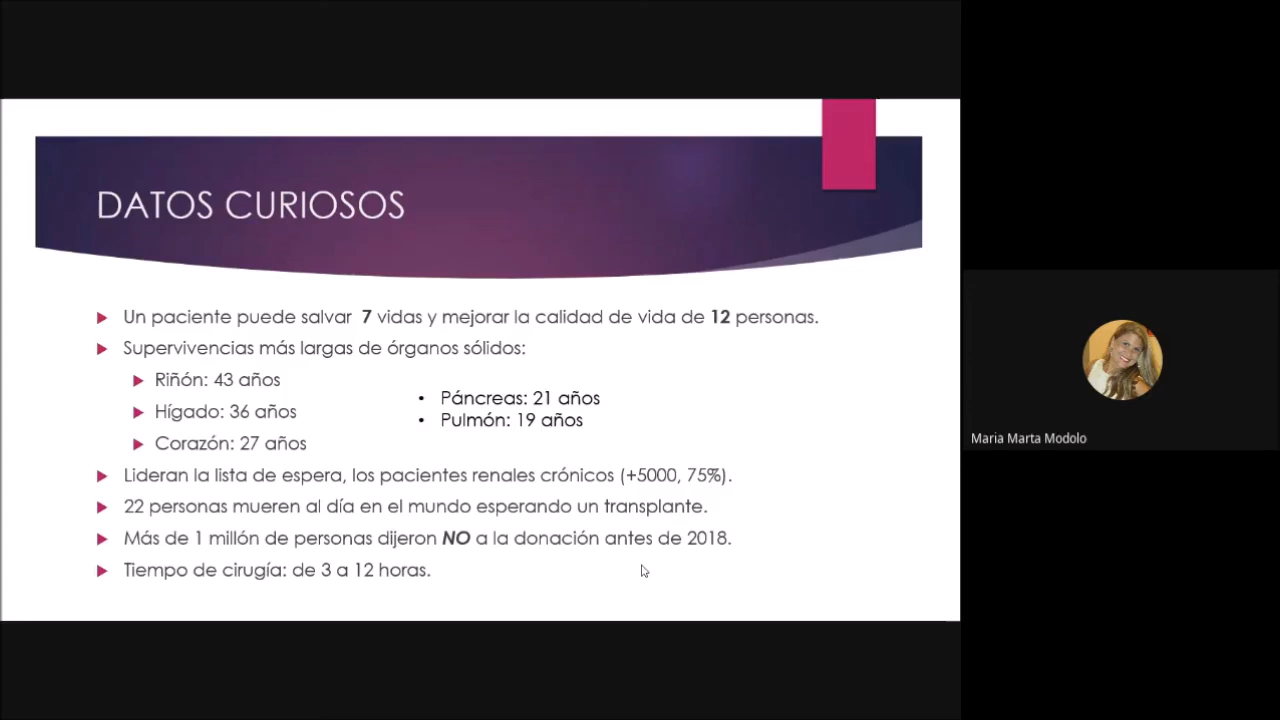 DATOS CURIOSOS
Un paciente puede salvar 7 vidas y mejorar la calidad de vida de 12 personas.
Supervivencias más largas de órganos sólidos:
Riñón: 43 años
Hígado: 36 años
Corazón: 27 años
• Páncreas: 21 años
• Pulmón: 19 años
Lideran la lista de espera, los pacientes renales crónicos (+5000, 75%).
22 personas mueren al día en el mundo esperando un transplante.
Más de 1 millón de personas dijeron NO a la donación antes de 2018.
Tiempo de cirugía: de 3 a 12 horas.
Maria Marta Modolo